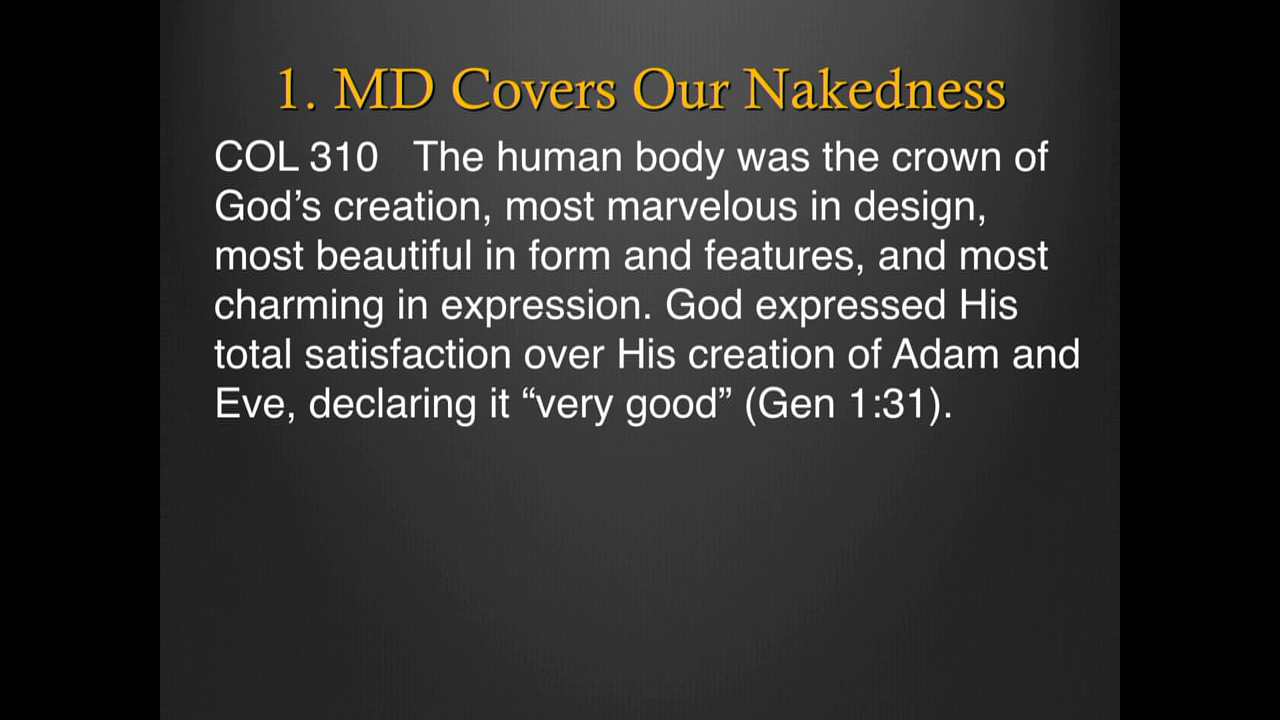 1. MD Covers Our Nakedness
COL 310   The human body was the crown of
God’s creation, most marvelous in design,
most beautiful in form and features, and most
charming in expression. God expressed His
total satisfaction over His creation of Adam and
Eve, declaring it “very good” (Gen 1:31).